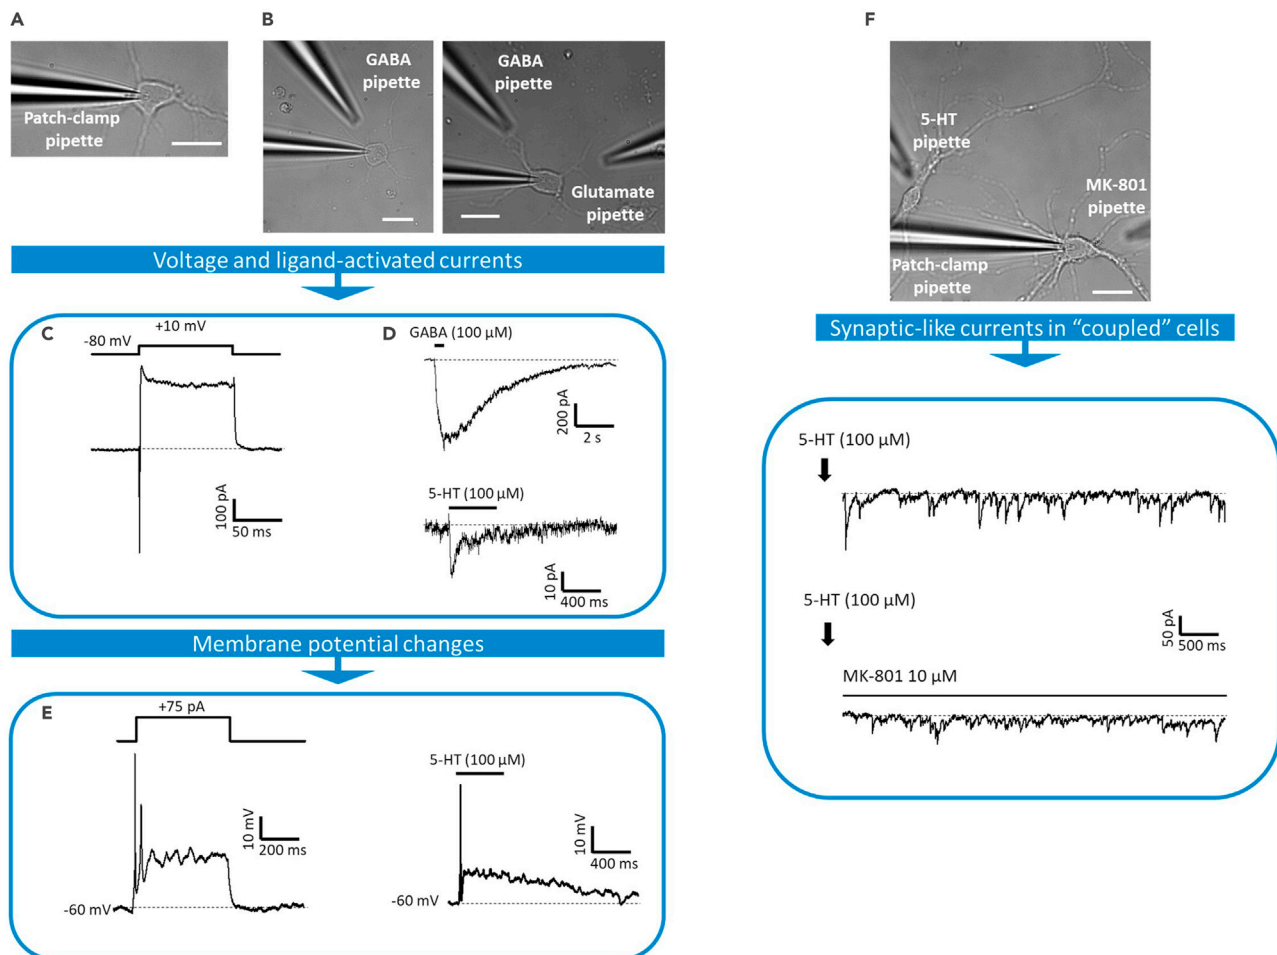 A
Patch-clamp
pipette
B
GABA
pipette
GABA
pipette
Glutamate
pipette
Voltage and ligand-activated currents
C
-80 mV
+10 mV
100 pA
50 ms
D
GABA (100 µM)
200 pA
2 s
5-HT (100 µM)
10 pA
400 ms
Membrane potential changes
E
+75 pA
-60 mV
10 mV
200 ms
5-HT (100 µM)
-60 mV
10 mV
400 ms
F
5-HT
pipette
MK-801
pipette
Patch-clamp
pipette
Synaptic-like currents in “coupled” cells
5-HT (100 µM)
5-HT (100 µM)
50 pA
500 ms
MK-801 10 µM